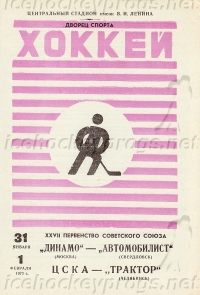 ЦЕНТРАЛЬНЫЙ СТАДИОН имени В. И. ЛЕНИНА
ДВОРЕЦ СПОРТА
ХОККЕЙ
31
ЯНВАРЯ
1
ФЕВРАЛЯ
XXVII ПЕРВЕНСТВО СОВЕТСКОГО СОЮЗА
„ДИНАМО" — „АВТОМОБИЛИСТ"
(МОСКВА) (СВЕРДЛОВСК)
ЦСКА — „ТРАКТОР"
(ЧЕЛЯБИНСК)